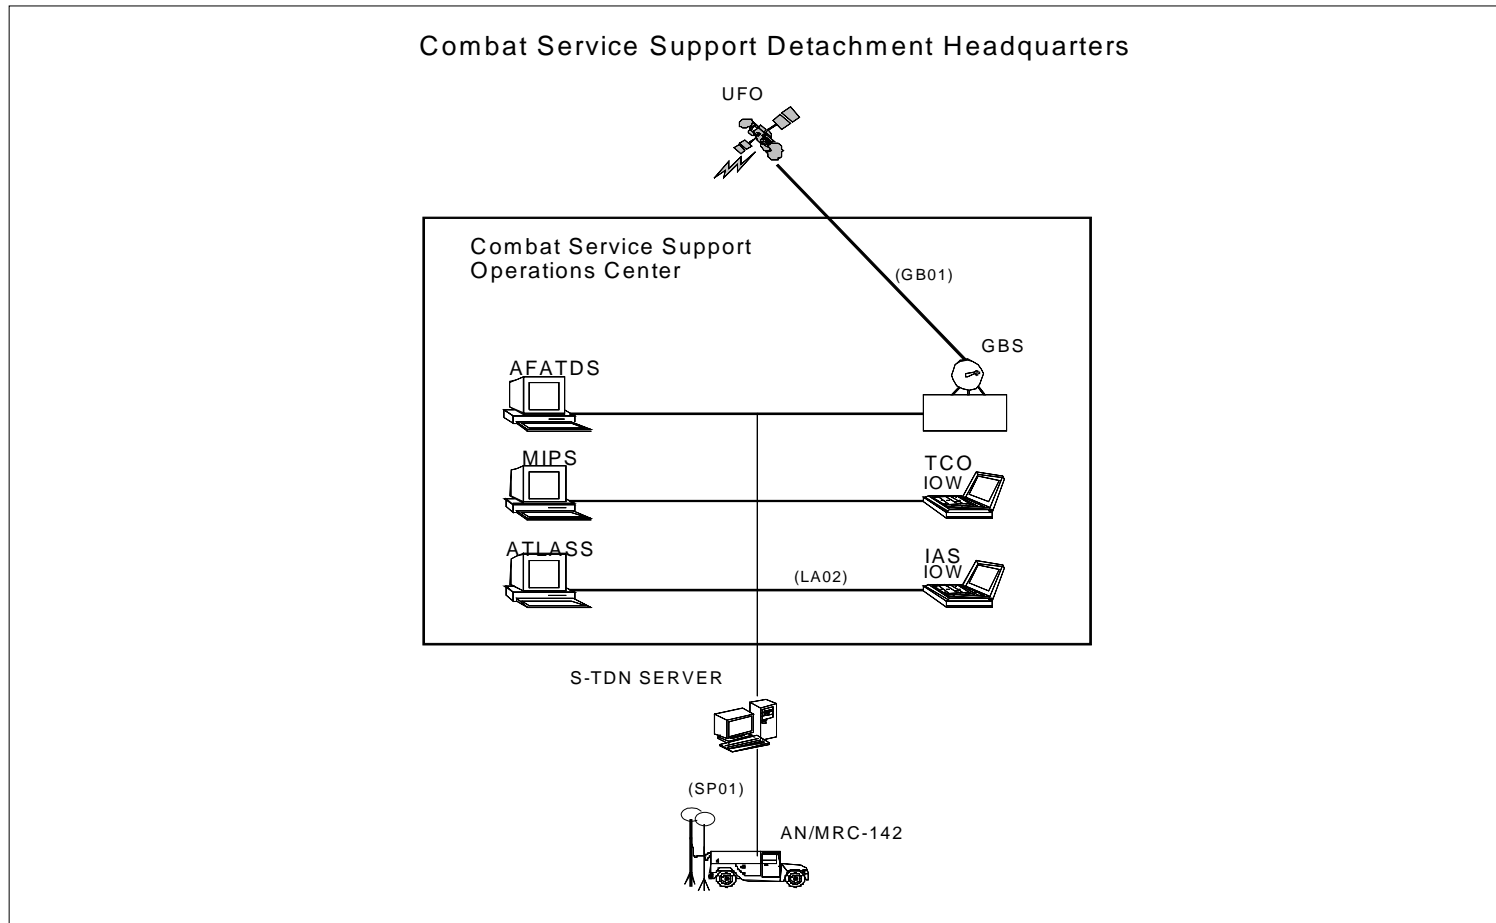 Combat Service Support Detachment Headquarters
UFO
Combat Service Support
Operations Center
(GB01)
GBS
AFATDS
MIPS
TCO
IOW
ATLASS
IAS
IOW
(LA02)
S-TDN SERVER
(SP01)
AN/MRC-142